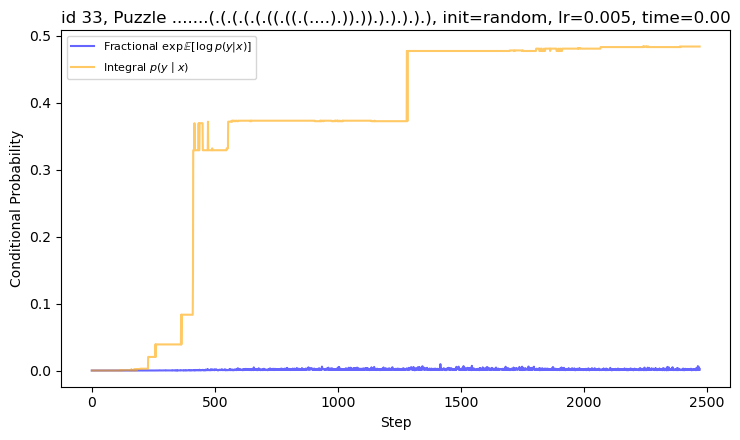 id 33, Puzzle .......(.(.(.(.(.((.((.(....).)).)).).).).).), init=random, lr=0.005, time=0.00
Fractional exp𝔼[log p(y|x)]
Integral p(y | x)
Conditional Probability
0.5
0.4
0.3
0.2
0.1
0.0
0 500 1000 1500 2000 2500
Step